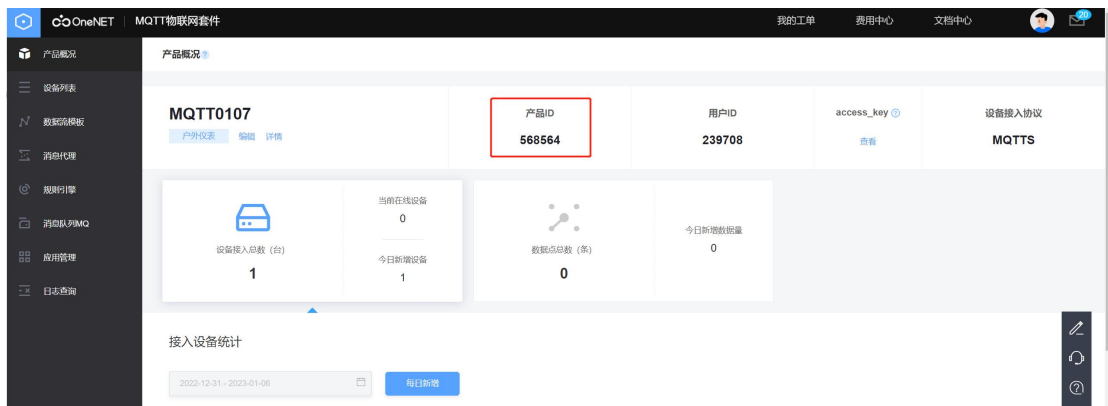 OneNET MQTT物联网套件 我的工单 费用中心 文档中心 20
产品概况
设备列表
数据流模板
消息代理
规则引擎
消息队列MQ
应用管理
日志查询
产品概况
MQTT0107
户外仪表 编辑 详情
产品ID
568564
用户ID
239708
access_key
查看
设备接入协议
MQTTS
设备接入总数 (台)
1
当前在线设备
0
今日新增设备
1
数据点总数 (条)
0
今日新增数据量
0
接入设备统计
2022-12-31 - 2023-01-06 每日新增